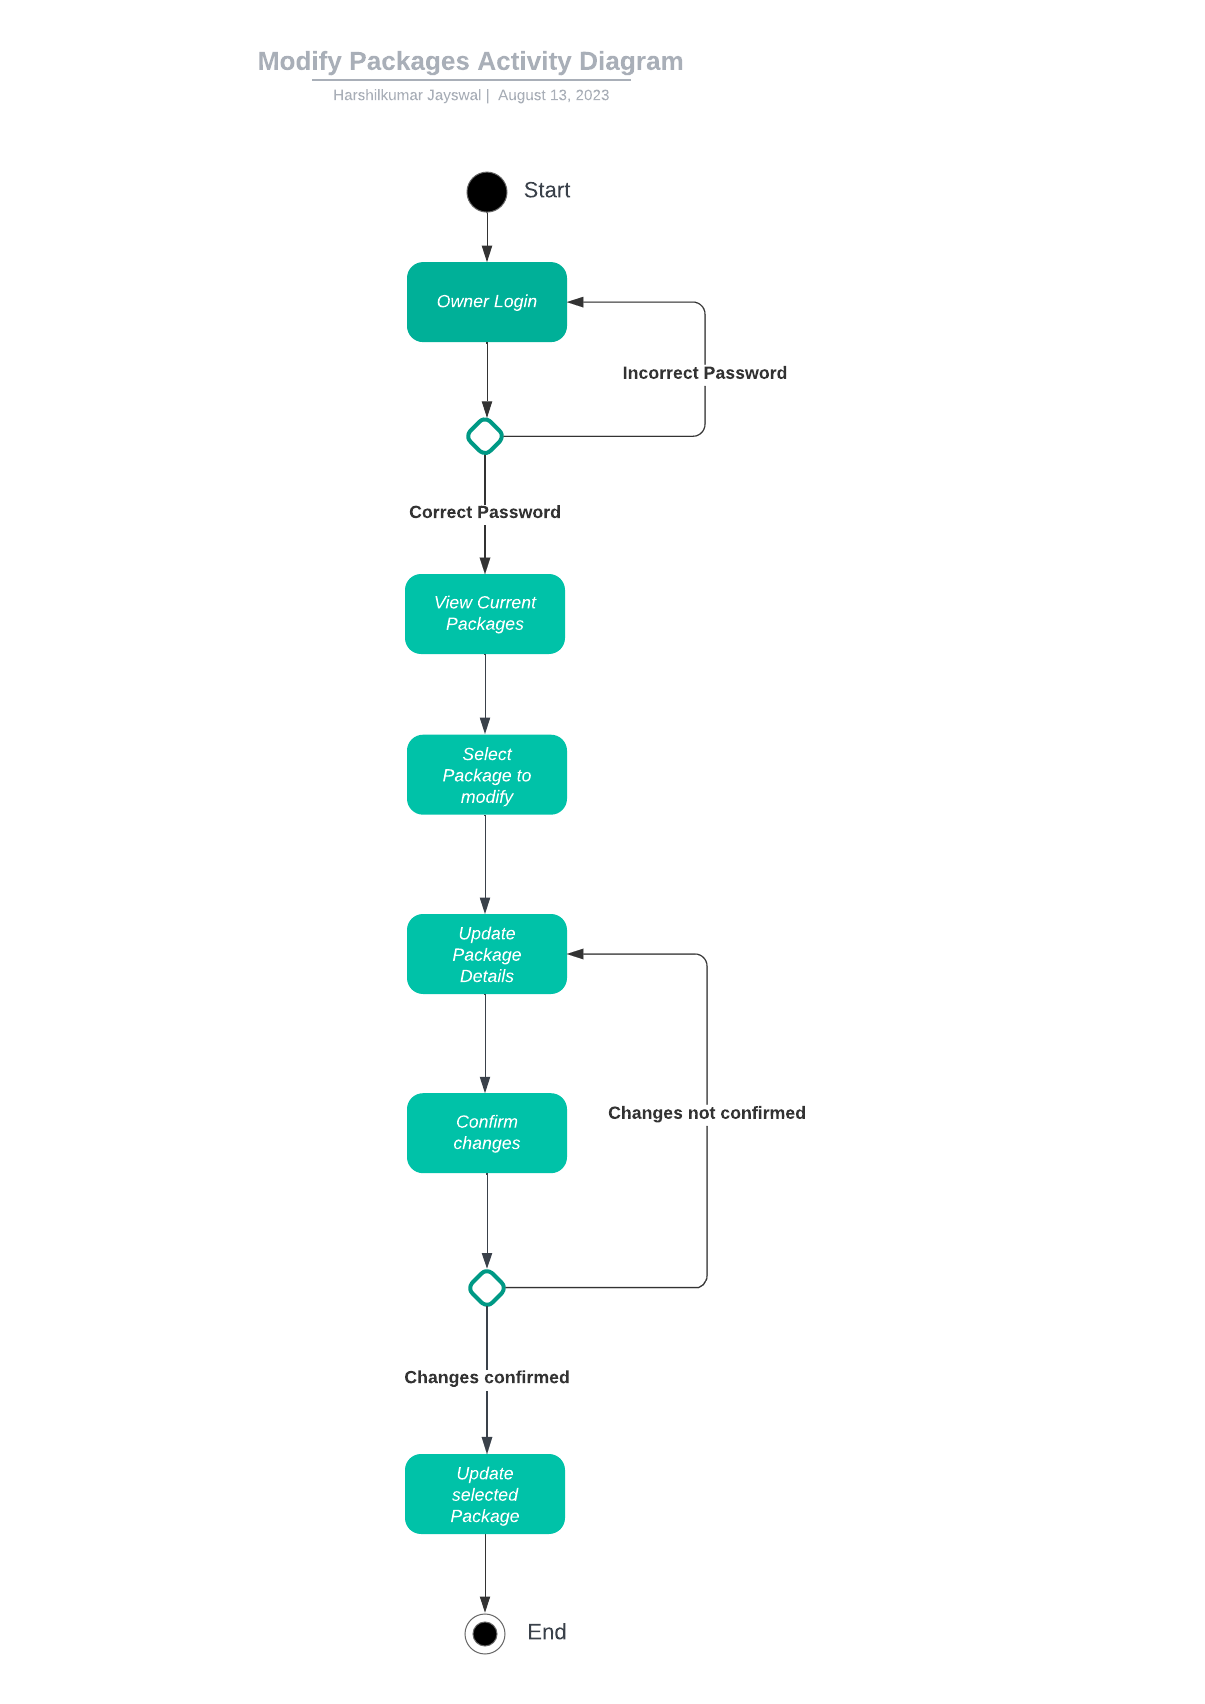 Modify Packages Activity Diagram
Harshilkumar Jayswal | August 13, 2023
Start
Owner Login
Incorrect Password
Correct Password
View Current
Packages
Select
Package to
modify
Update
Package
Details
Confirm
changes
Changes not confirmed
Changes confirmed
Update
selected
Package
End